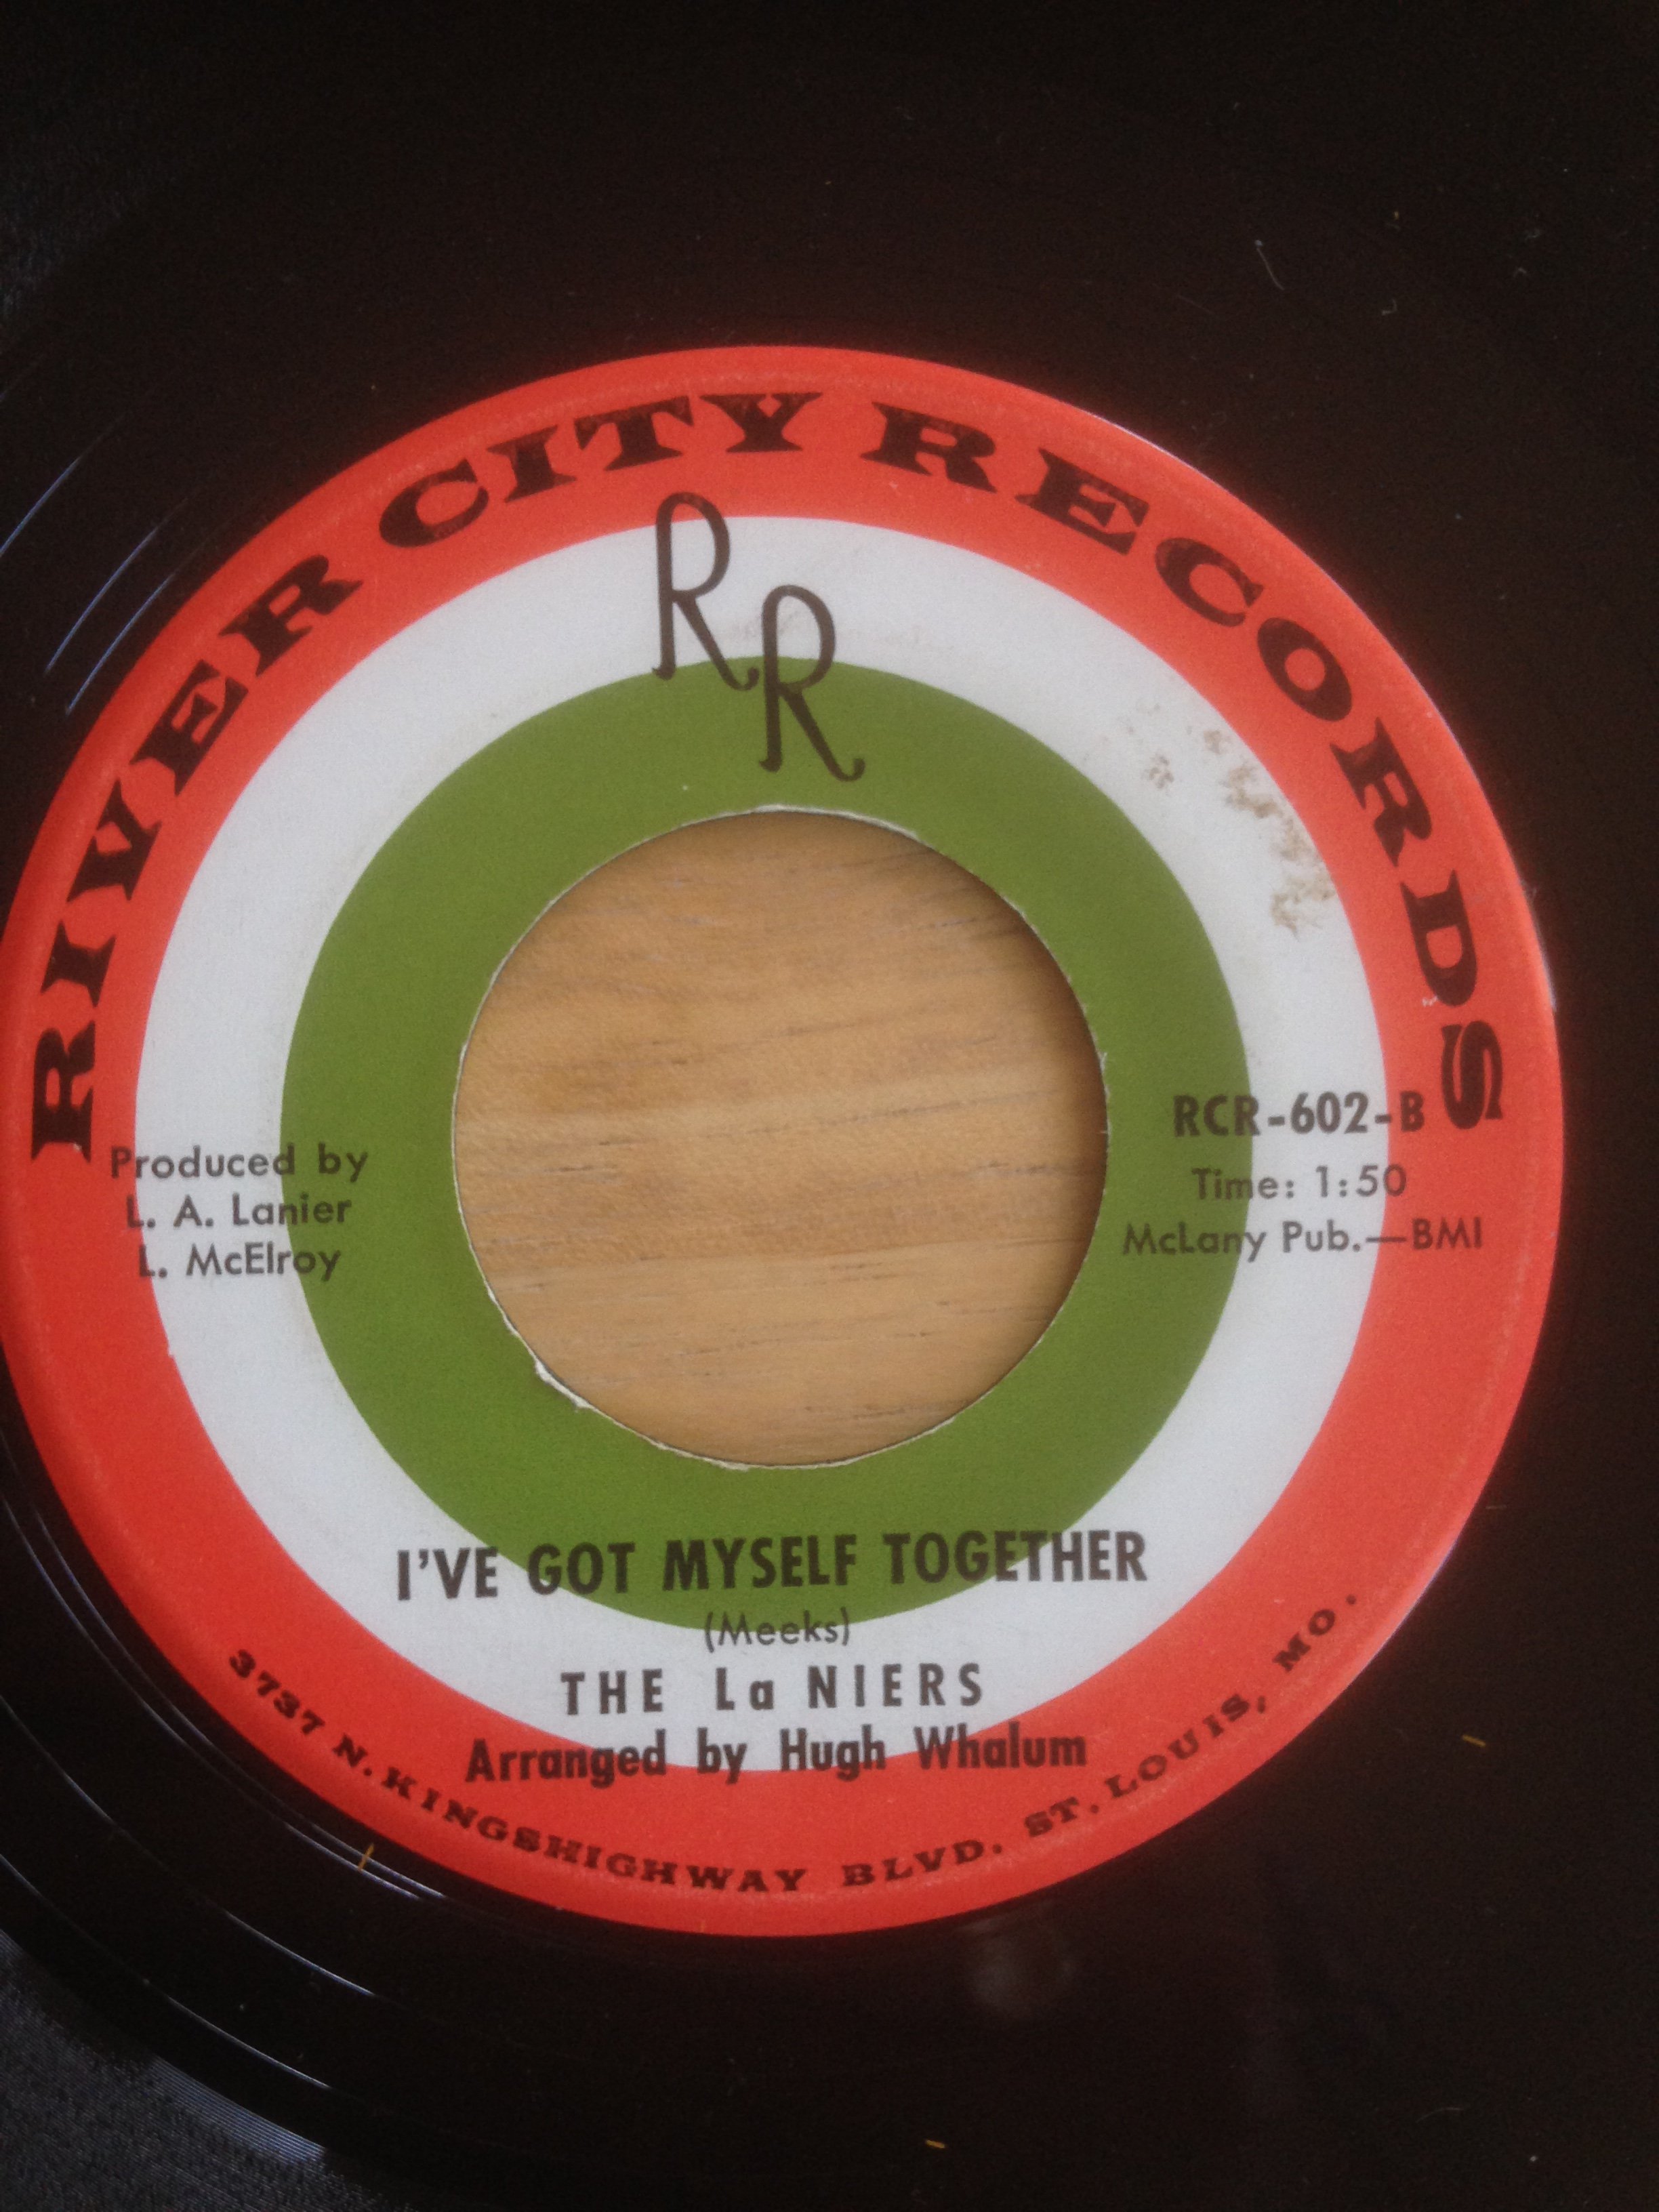 RIVER CITY RECORDS
RR
Produced by
L. A. Lanier
L. McElroy
RCR-602-B
Time: 1:50
McLany Pub.—BMI
I'VE GOT MYSELF TOGETHER
(Meeks)
THE La NIERS
Arranged by Hugh Whalum
3737 N. KINGSHIGHWAY BLVD. ST. LOUIS, MO.